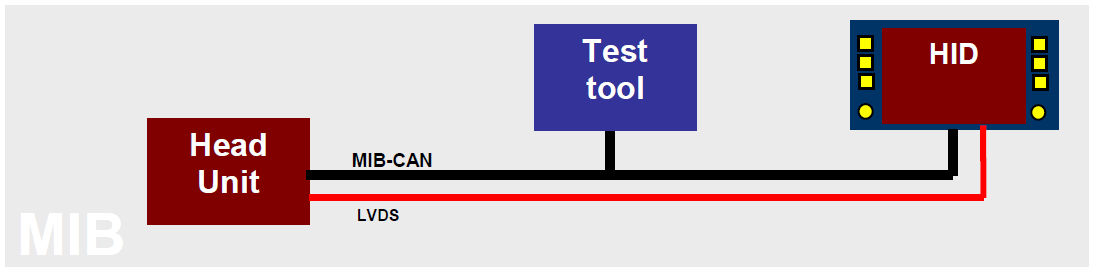 Test
tool
HID
Head
Unit
MIB-CAN
LVDS
MIB